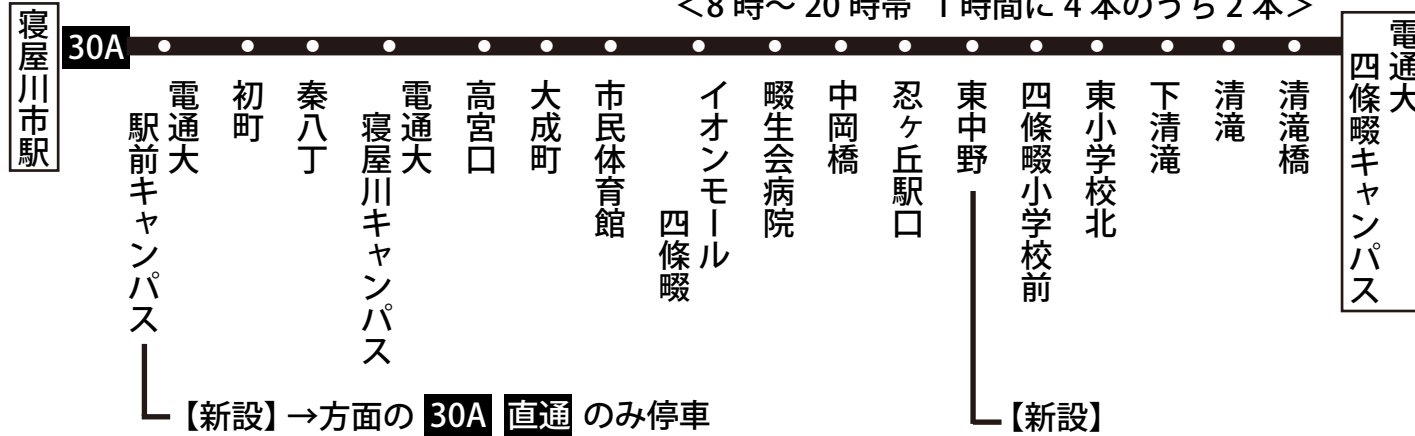 <8時～20時帯 1時間に4本のうち2本>
寝屋川市駅
30A
電通大
駅前キャンパス
初町
秦八丁
電通大
寝屋川キャンパス
高宮口
大成町
市民体育館
イオンモール
四條畷
畷生会病院
中岡橋
忍ヶ丘駅口
東中野
四條畷小学校前
東小学校北
下清滝
清滝
清滝橋
電通大
四條畷キャンパス
【新設】→方面の 30A 直通 のみ停車
【新設】